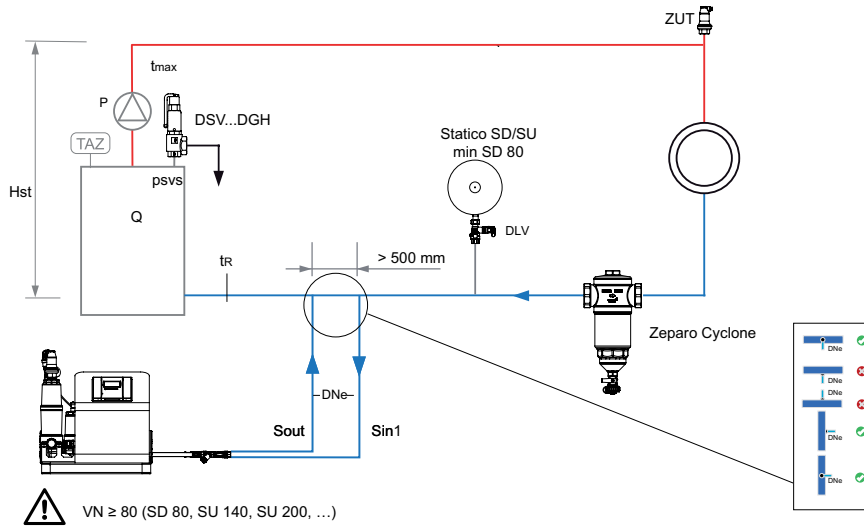 ZUT
tmax
P
DSV...DGH
TAZ
Statico SD/SU
min SD 80
psvs
Hst
Q
DLV
tR
> 500 mm
Zeparo Cyclone
DNe
DNe
DNe
DNe
DNe
DNe
Sout
Sin1
VN ≥ 80 (SD 80, SU 140, SU 200, …)